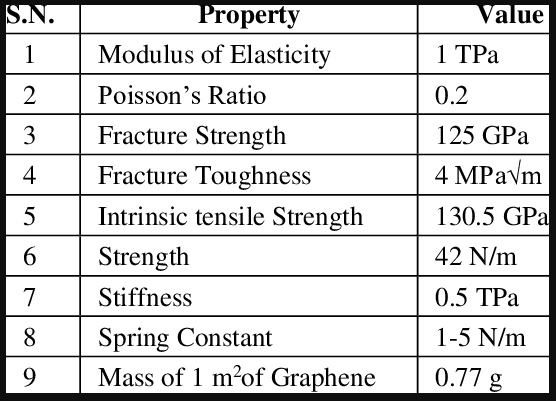 S.N. Property Value
1 Modulus of Elasticity 1 TPa
2 Poisson’s Ratio 0.2
3 Fracture Strength 125 GPa
4 Fracture Toughness 4 MPa√m
5 Intrinsic tensile Strength 130.5 GPa
6 Strength 42 N/m
7 Stiffness 0.5 TPa
8 Spring Constant 1-5 N/m
9 Mass of 1 m²of Graphene 0.77 g